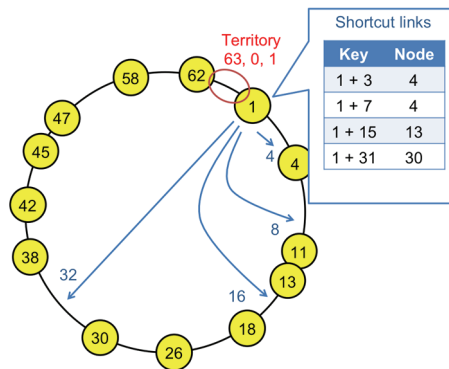 Shortcut links
Key Node
1 + 3 4
1 + 7 4
1 + 15 13
1 + 31 30
Territory
63, 0, 1
62
58
1
47
45
4
4
42
8
38
11
32
13
16
18
30
26